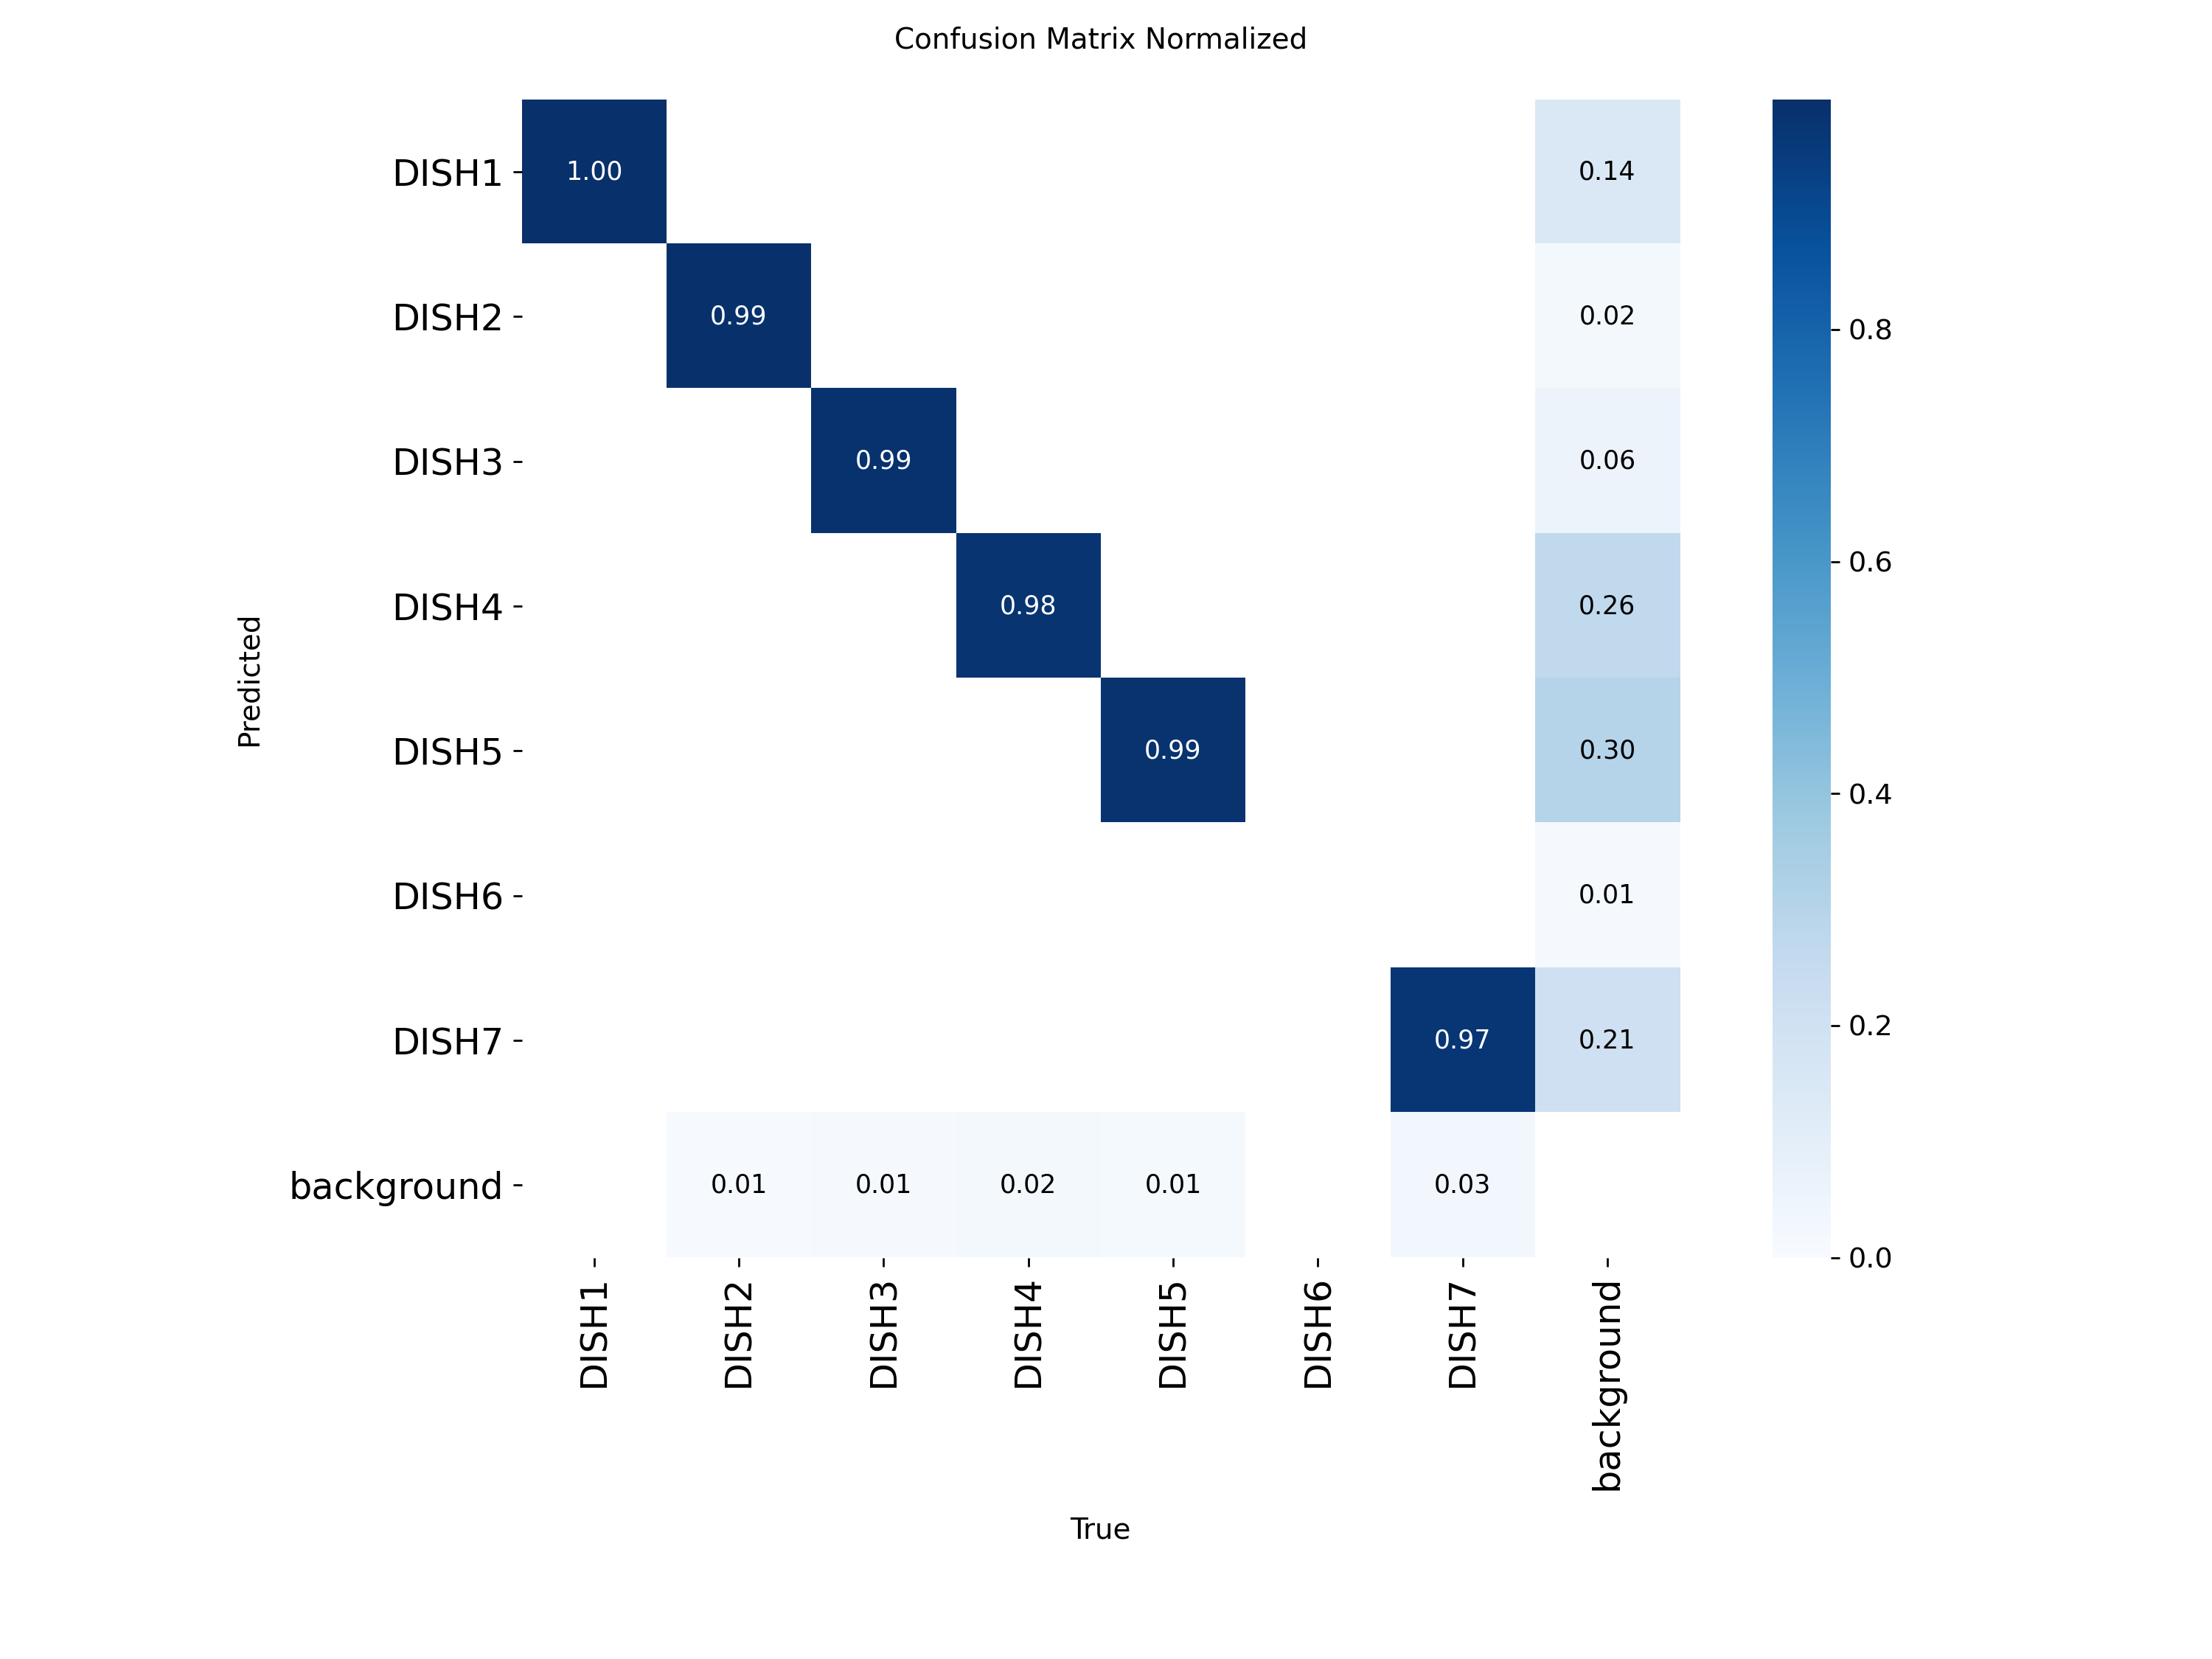 Confusion Matrix Normalized
Predicted
DISH1 1.00 0.14
DISH2 0.99 0.02
DISH3 0.99 0.06
DISH4 0.98 0.26
DISH5 0.99 0.30
DISH6 0.01
DISH7 0.97 0.21
background 0.01 0.01 0.02 0.01 0.03
DISH1 DISH2 DISH3 DISH4 DISH5 DISH6 DISH7 background
True
0.8
0.6
0.4
0.2
0.0